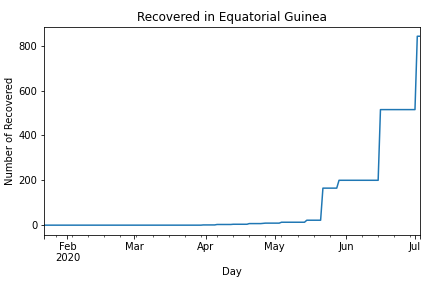 Recovered in Equatorial Guinea
Number of Recovered
800
600
400
200
0
Feb
2020
Mar
Apr
May
Jun
Jul
Day